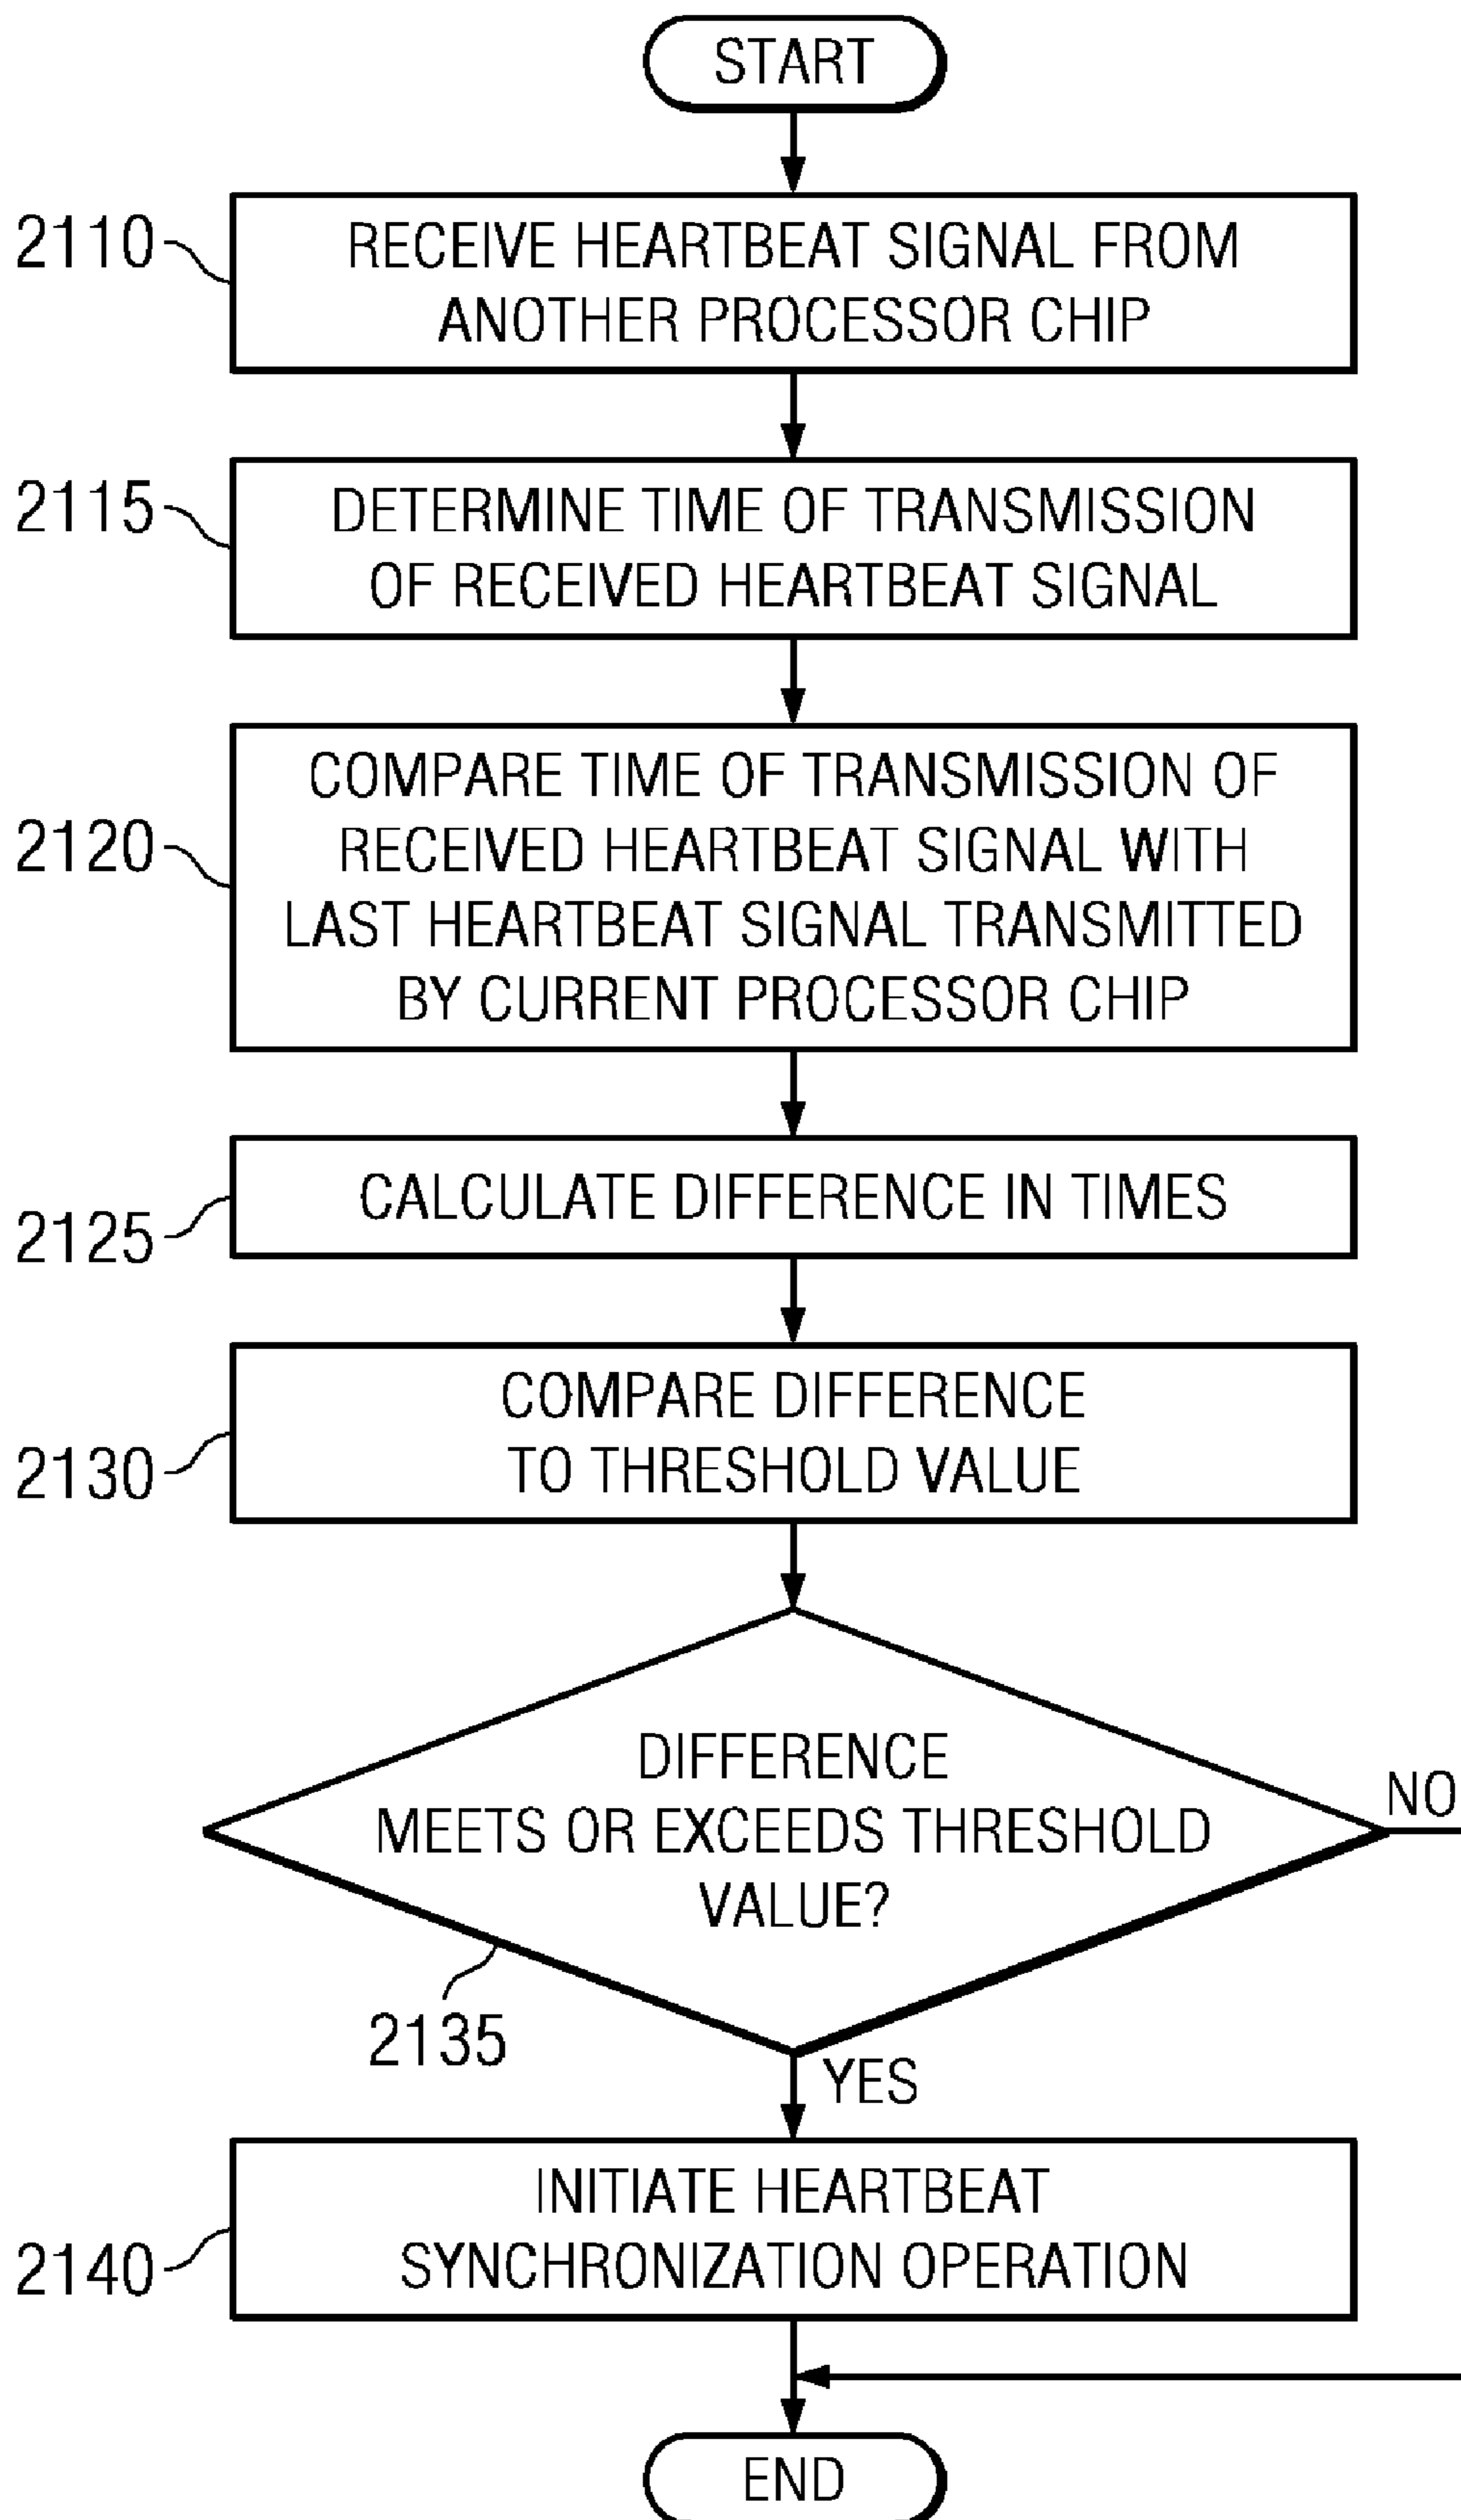 START
2110
RECEIVE HEARTBEAT SIGNAL FROM
ANOTHER PROCESSOR CHIP
2115
DETERMINE TIME OF TRANSMISSION
OF RECEIVED HEARTBEAT SIGNAL
2120
COMPARE TIME OF TRANSMISSION OF
RECEIVED HEARTBEAT SIGNAL WITH
LAST HEARTBEAT SIGNAL TRANSMITTED
BY CURRENT PROCESSOR CHIP
2125
CALCULATE DIFFERENCE IN TIMES
2130
COMPARE DIFFERENCE
TO THRESHOLD VALUE
DIFFERENCE
MEETS OR EXCEEDS THRESHOLD
VALUE?
NO
2135
YES
2140
INITIATE HEARTBEAT
SYNCHRONIZATION OPERATION
END